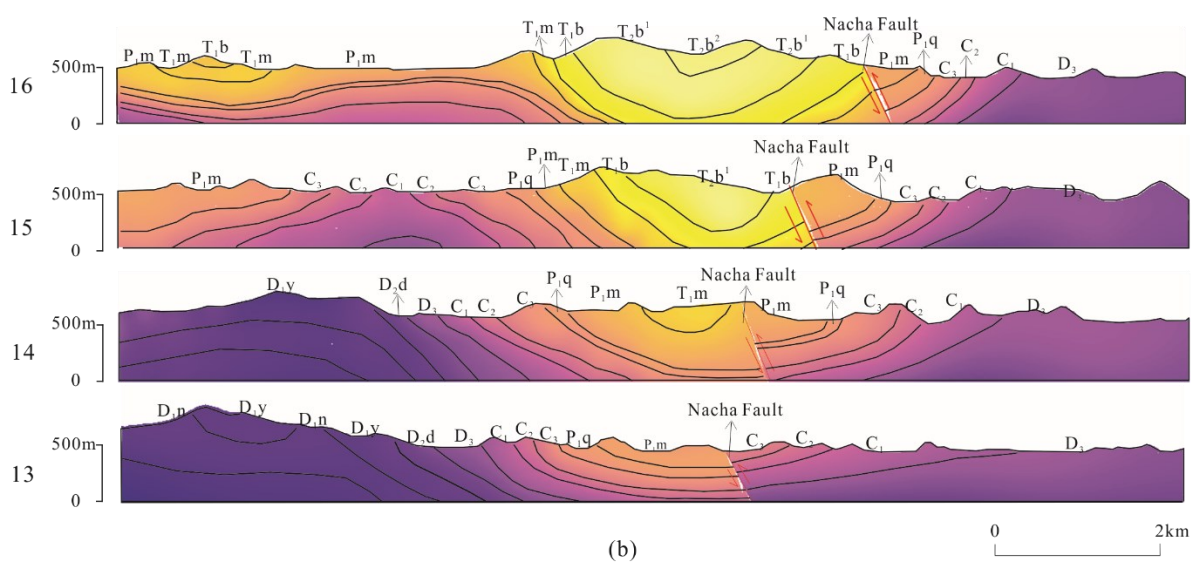 Nacha Fault
P₁m T₁m T₁b T₁m P₁m T₁m T₁b T₂b¹ T₂b² T₂b¹ T₁b P₁m P₁q C₃ C₂ C₁ D₃
500m
16
0
Nacha Fault
P₁m C₃ C₂ C₁ C₂ C₃ P₁q P₁m T₁m T₁b T₂b¹ T₁b P₁m P₁q C₃ C₂ C₁ D₃
500m
15
0
Nacha Fault
D₁y D₂d D₃ C₁ C₂ C₃ P₁q P₁m T₁m P₁m P₁q C₃ C₂ C₁ D₃
500m
14
0
Nacha Fault
D₁n D₁y D₁n D₁y D₂d D₃ C₁ C₂ C₃ P₁q P₁m C₃ C₂ C₁ D₃
500m
13
0
0 2km
(b)